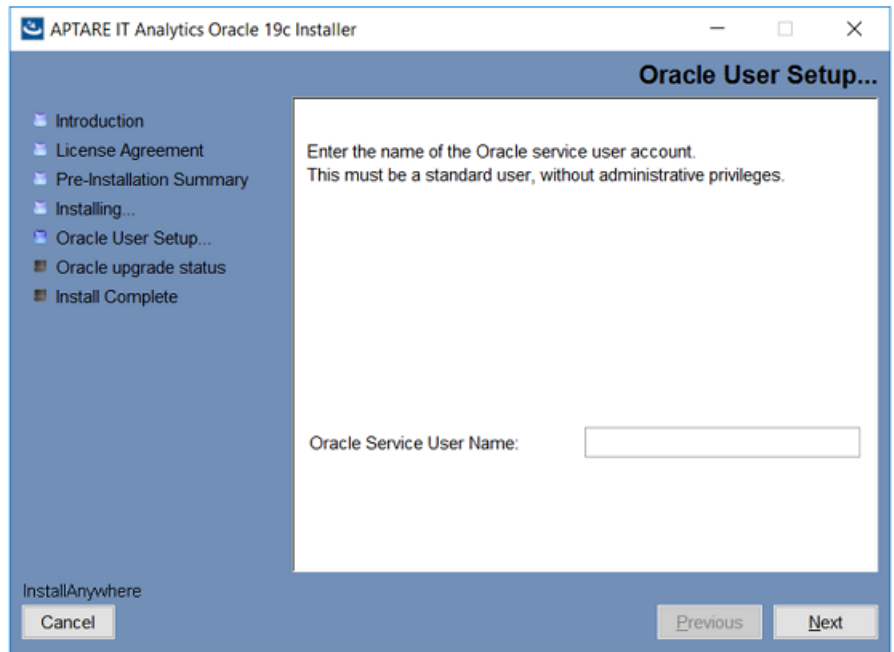 APTARE IT Analytics Oracle 19c Installer
Oracle User Setup...
Introduction
License Agreement
Pre-Installation Summary
Installing...
Oracle User Setup...
Oracle upgrade status
Install Complete
Enter the name of the Oracle service user account.
This must be a standard user, without administrative privileges.
Oracle Service User Name:
InstallAnywhere
Cancel
Previous
Next